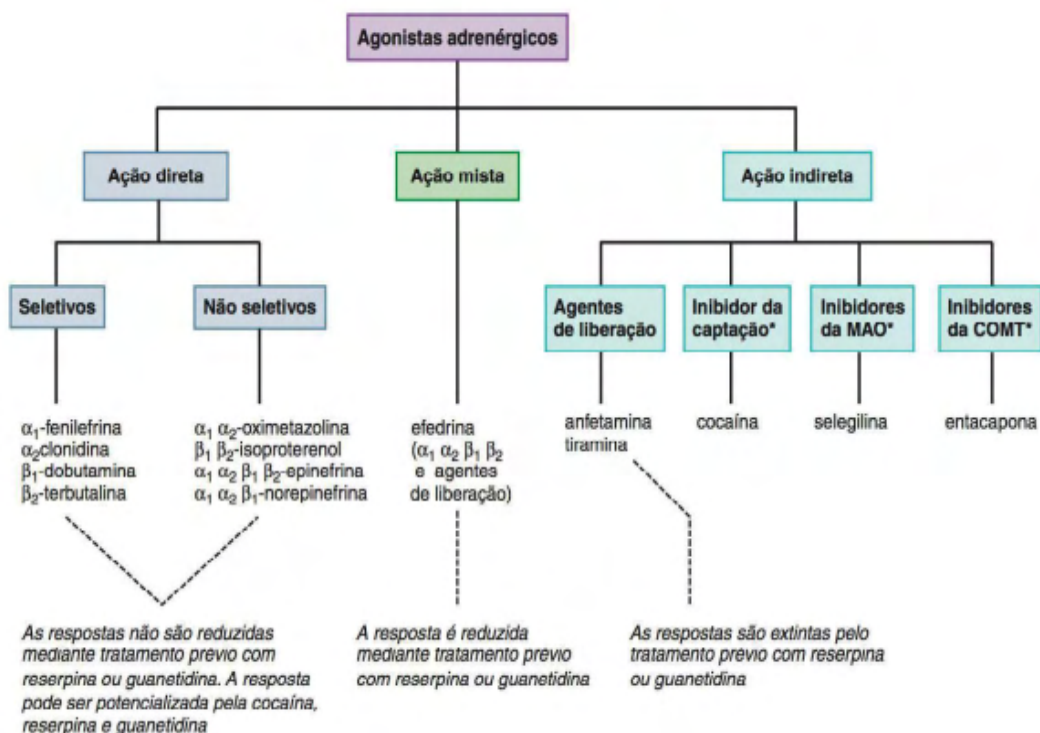 Agonistas adrenérgicos
Ação direta
Ação mista
Ação indireta
Seletivos
Não seletivos
Agentes
de liberação
Inibidor da
captação*
Inibidores
da MAO*
Inibidores
da COMT*
α₁-fenilefrina
α₂clonidina
β₁-dobutamina
β₂-terbutalina
α₁ α₂-oximetazolina
β₁ β₂-isoproterenol
α₁ α₂ β₁ β₂-epinefrina
α₁ α₂ β₁-norepinefrina
efedrina
(α₁ α₂ β₁ β₂
e agentes
de liberação)
anfetamina
tiramina
cocaína
selegilina
entacapona
As respostas não são reduzidas
mediante tratamento prévio com
reserpina ou guanetidina. A resposta
pode ser potencializada pela cocaína,
reserpina e guanetidina
A resposta é reduzida
mediante tratamento prévio
com reserpina ou guanetidina
As respostas são extintas pelo
tratamento prévio com reserpina
ou guanetidina